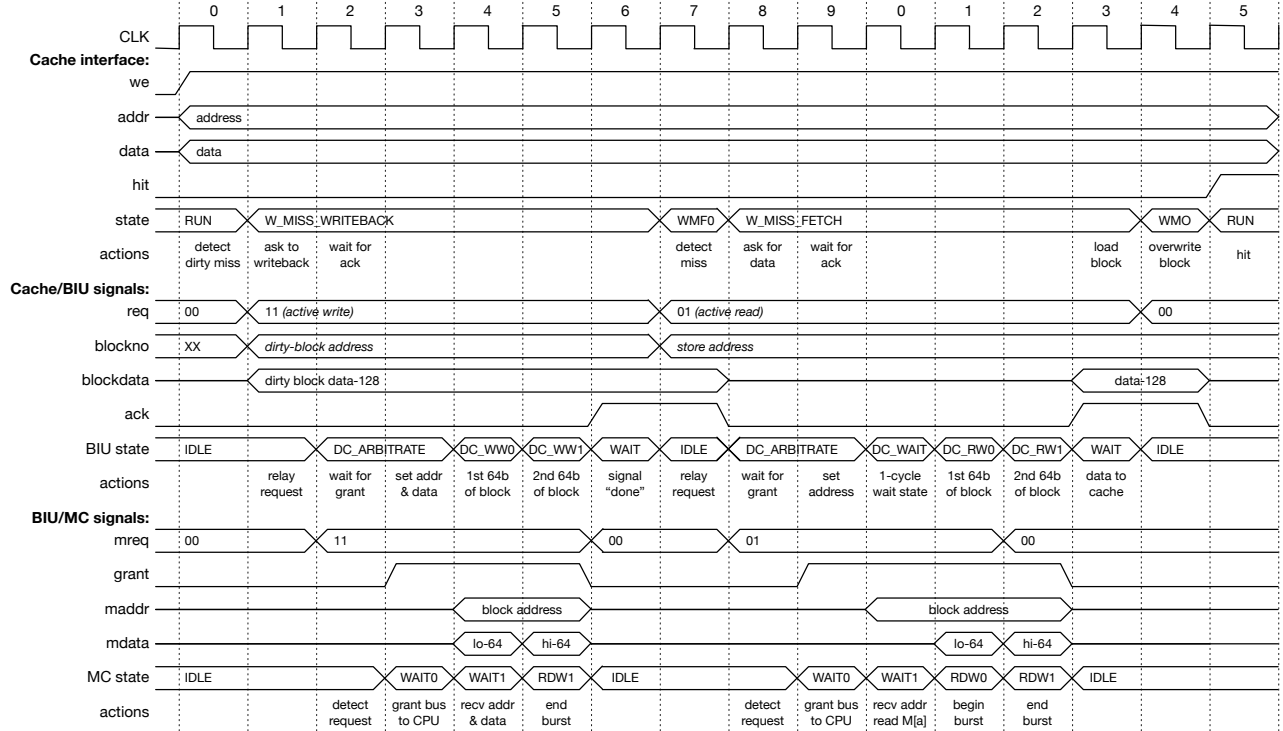 0 1 2 3 4 5 6 7 8 9 0 1 2 3 4 5
CLK
Cache interface:
we
addr address
data data
hit
state RUN W_MISS_WRITEBACK WMF0 W_MISS_FETCH WMO RUN
detect ask to wait for detect ask for wait for load overwrite
actions hit
dirty miss writeback ack miss data ack block block
Cache/BIU signals:
req 00 11 (active write) 01 (active read) 00
blockno XX dirty-block address store address
blockdata dirty block data-128 data-128
ack
BIU state IDLE DC_ARBITRATE DC_WW0 DC_WW1 WAIT IDLE DC_ARBITRATE DC_WAIT DC_RW0 DC_RW1 WAIT IDLE
relay wait for set addr 1st 64b 2nd 64b signal relay wait for set 1-cycle 1st 64b 2nd 64b data to
actions
request grant & data of block of block “done” request grant address wait state of block of block cache
BIU/MC signals:
mreq 00 11 00 01 00
grant
maddr block address block address
mdata lo-64 hi-64 lo-64 hi-64
MC state IDLE WAIT0 WAIT1 RDW1 IDLE WAIT0 WAIT1 RDW0 RDW1 IDLE
detect grant bus recv addr end detect grant bus recv addr begin end
actions
request to CPU & data burst request to CPU read M[a] burst burst